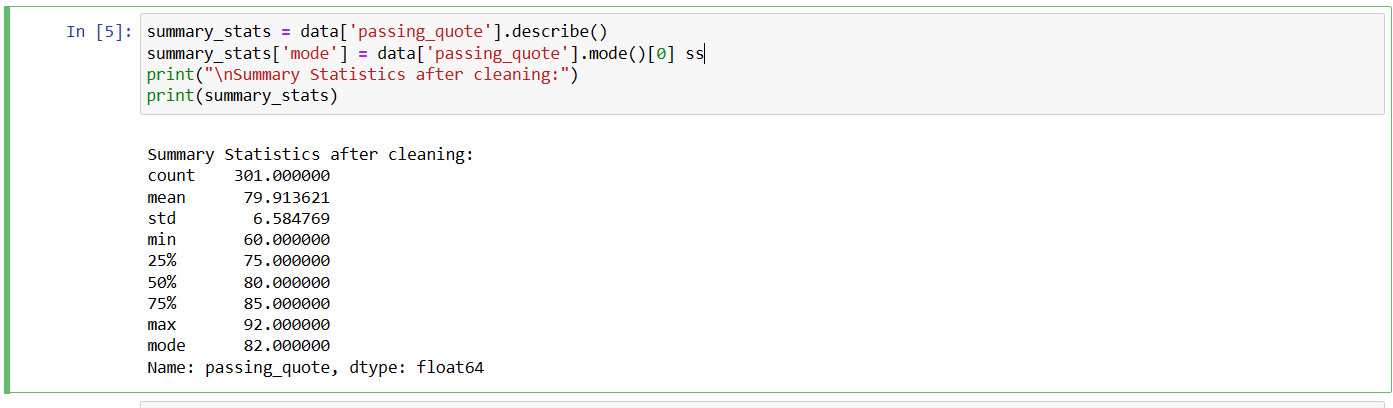 In [5]: summary_stats = data['passing_quote'].describe()
summary_stats['mode'] = data['passing_quote'].mode()[0] ss
print("\nSummary Statistics after cleaning:")
print(summary_stats)
Summary Statistics after cleaning:
count    301.000000
mean      79.913621
std        6.584769
min       60.000000
25%       75.000000
50%       80.000000
75%       85.000000
max       92.000000
mode      82.000000
Name: passing_quote, dtype: float64